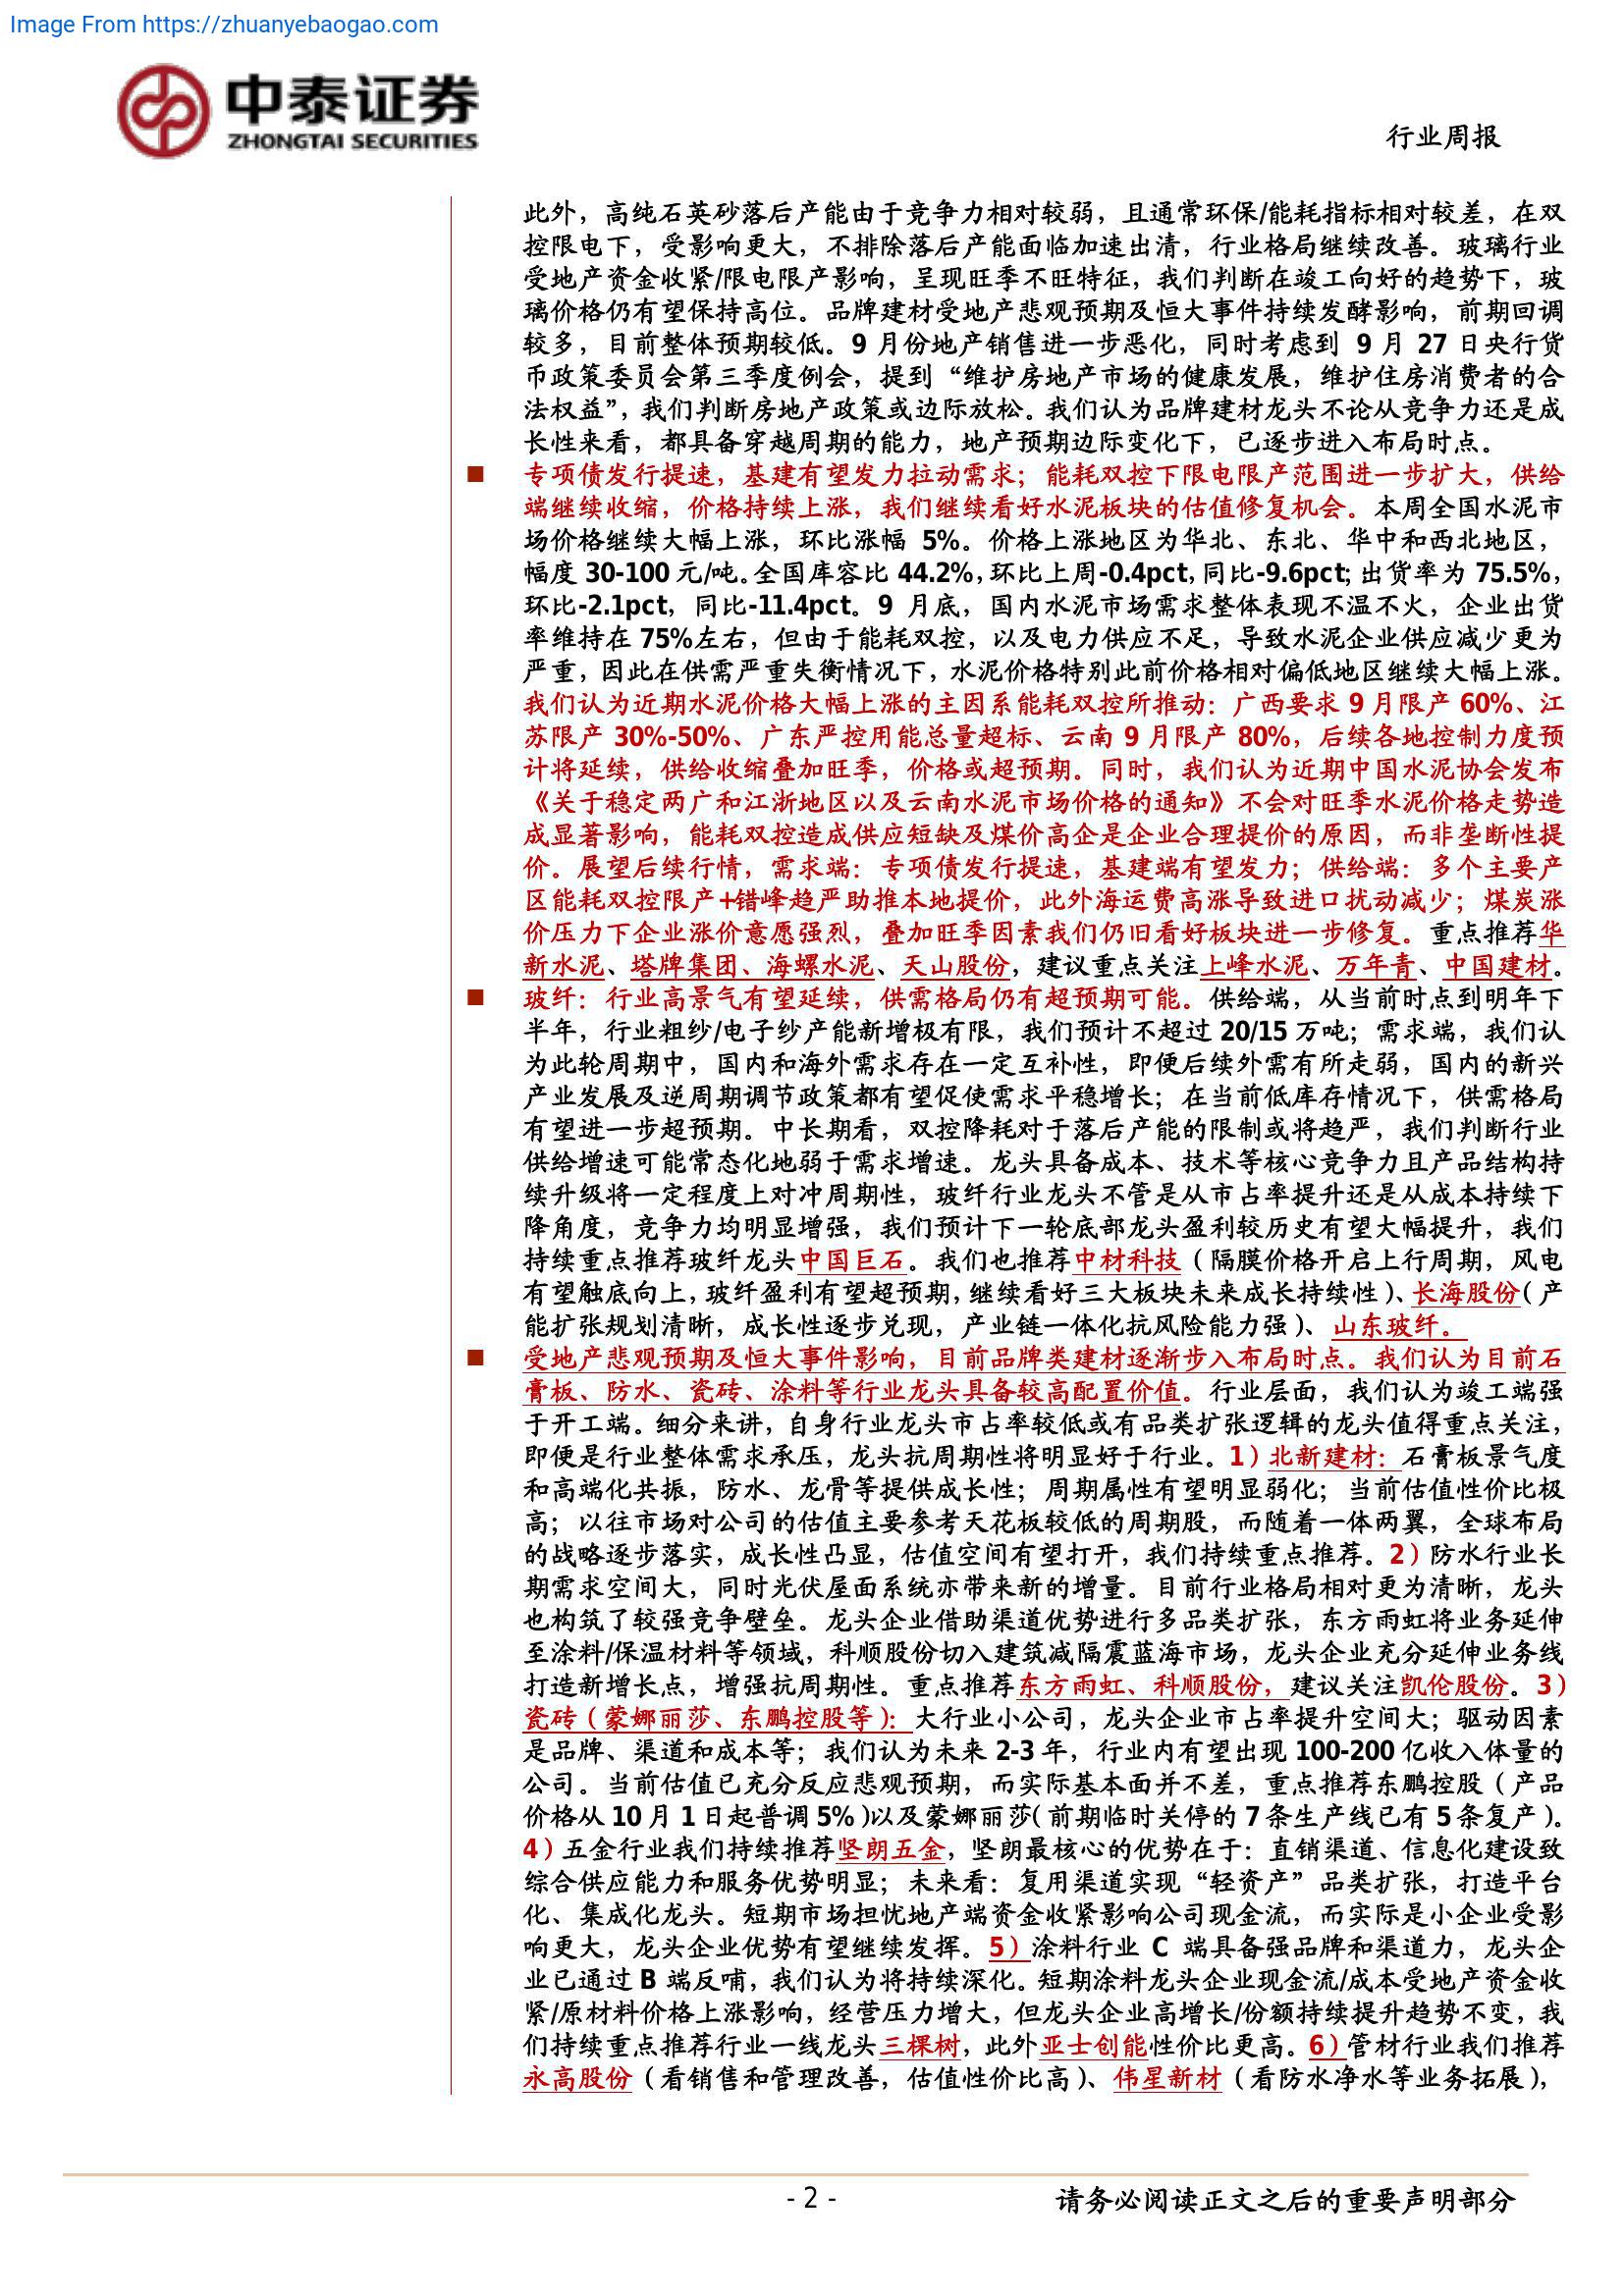 Image From https://zhuanyebaogao.com
中泰证券
ZHONGTAI SECURITIES
行业周报
此外，高纯石英砂落后产能由于竞争力相对较弱，且通常环保/能耗指标相对较差，在双
控限电下，受影响更大，不排除落后产能面临加速出清，行业格局继续改善。玻璃行业
受地产资金收紧/限电限产影响，呈现旺季不旺特征，我们判断在竣工向好的趋势下，玻
璃价格仍有望保持高位。品牌建材受地产悲观预期及恒大事件持续发酵影响，前期回调
较多，目前整体预期较低。9 月份地产销售进一步恶化，同时考虑到 9 月 27 日央行货
币政策委员会第三季度例会，提到“维护房地产市场的健康发展，维护住房消费者的合
法权益”，我们判断房地产政策或边际放松。我们认为品牌建材龙头不论从竞争力还是成
长性来看，都具备穿越周期的能力，地产预期边际变化下，已逐步进入布局时点。
■ 专项债发行提速，基建有望发力拉动需求；能耗双控下限电限产范围进一步扩大，供给
端继续收缩，价格持续上涨，我们继续看好水泥板块的估值修复机会。本周全国水泥市
场价格继续大幅上涨，环比涨幅 5%。价格上涨地区为华北、东北、华中和西北地区，
幅度 30-100 元/吨。全国库容比 44.2%，环比上周-0.4pct，同比-9.6pct；出货率为 75.5%，
环比-2.1pct，同比-11.4pct。9 月底，国内水泥市场需求整体表现不温不火，企业出货
率维持在 75%左右，但由于能耗双控，以及电力供应不足，导致水泥企业供应减少更为
严重，因此在供需严重失衡情况下，水泥价格特别此前价格相对偏低地区继续大幅上涨。
我们认为近期水泥价格大幅上涨的主因系能耗双控所推动：广西要求 9 月限产 60%、江
苏限产 30%-50%、广东严控用能总量超标、云南 9 月限产 80%，后续各地控制力度预
计将延续，供给收缩叠加旺季，价格或超预期。同时，我们认为近期中国水泥协会发布
《关于稳定两广和江浙地区以及云南水泥市场价格的通知》不会对旺季水泥价格走势造
成显著影响，能耗双控造成供应短缺及煤价高企是企业合理提价的原因，而非垄断性提
价。展望后续行情，需求端：专项债发行提速，基建端有望发力；供给端：多个主要产
区能耗双控限产+错峰趋严助推本地提价，此外海运费高涨导致进口扰动减少；煤炭涨
价压力下企业涨价意愿强烈，叠加旺季因素我们仍旧看好板块进一步修复。重点推荐华
新水泥、塔牌集团、海螺水泥、天山股份，建议重点关注上峰水泥、万年青、中国建材。
■ 玻纤：行业高景气有望延续，供需格局仍有超预期可能。供给端，从当前时点到明年下
半年，行业粗纱/电子纱产能新增极有限，我们预计不超过 20/15 万吨；需求端，我们认
为此轮周期中，国内和海外需求存在一定互补性，即便后续外需有所走弱，国内的新兴
产业发展及逆周期调节政策都有望促使需求平稳增长；在当前低库存情况下，供需格局
有望进一步超预期。中长期看，双控降耗对于落后产能的限制或将趋严，我们判断行业
供给增速可能常态化地弱于需求增速。龙头具备成本、技术等核心竞争力且产品结构持
续升级将一定程度上对冲周期性，玻纤行业龙头不管是从市占率提升还是从成本持续下
降角度，竞争力均明显增强，我们预计下一轮底部龙头盈利较历史有望大幅提升，我们
持续重点推荐玻纤龙头中国巨石。我们也推荐中材科技（隔膜价格开启上行周期，风电
有望触底向上，玻纤盈利有望超预期，继续看好三大板块未来成长持续性）、长海股份（产
能扩张规划清晰，成长性逐步兑现，产业链一体化抗风险能力强）、山东玻纤。
■ 受地产悲观预期及恒大事件影响，目前品牌类建材逐渐步入布局时点。我们认为目前石
膏板、防水、瓷砖、涂料等行业龙头具备较高配置价值。行业层面，我们认为竣工端强
于开工端。细分来讲，自身行业龙头市占率较低或有品类扩张逻辑的龙头值得重点关注，
即便是行业整体需求承压，龙头抗周期性将明显好于行业。1）北新建材：石膏板景气度
和高端化共振，防水、龙骨等提供成长性；周期属性有望明显弱化；当前估值性价比极
高；以往市场对公司的估值主要参考天花板较低的周期股，而随着一体两翼，全球布局
的战略逐步落实，成长性凸显，估值空间有望打开，我们持续重点推荐。2）防水行业长
期需求空间大，同时光伏屋面系统亦带来新的增量。目前行业格局相对更为清晰，龙头
也构筑了较强竞争壁垒。龙头企业借助渠道优势进行多品类扩张，东方雨虹将业务延伸
至涂料/保温材料等领域，科顺股份切入建筑减隔震蓝海市场，龙头企业充分延伸业务线
打造新增长点，增强抗周期性。重点推荐东方雨虹、科顺股份，建议关注凯伦股份。3）
瓷砖（蒙娜丽莎、东鹏控股等）：大行业小公司，龙头企业市占率提升空间大；驱动因素
是品牌、渠道和成本等；我们认为未来 2-3 年，行业内有望出现 100-200 亿收入体量的
公司。当前估值已充分反应悲观预期，而实际基本面并不差，重点推荐东鹏控股（产品
价格从 10 月 1 日起普调 5%）以及蒙娜丽莎（前期临时关停的 7 条生产线已有 5 条复产）。
4）五金行业我们持续推荐坚朗五金，坚朗最核心的优势在于：直销渠道、信息化建设致
综合供应能力和服务优势明显；未来看：复用渠道实现“轻资产”品类扩张，打造平台
化、集成化龙头。短期市场担忧地产端资金收紧影响公司现金流，而实际是小企业受影
响更大，龙头企业优势有望继续发挥。5）涂料行业 C 端具备强品牌和渠道力，龙头企
业已通过 B 端反哺，我们认为将持续深化。短期涂料龙头企业现金流/成本受地产资金收
紧/原材料价格上涨影响，经营压力增大，但龙头企业高增长/份额持续提升趋势不变，我
们持续重点推荐行业一线龙头三棵树，此外亚士创能性价比更高。6）管材行业我们推荐
永高股份（看销售和管理改善，估值性价比高）、伟星新材（看防水净水等业务拓展），
- 2 -
请务必阅读正文之后的重要声明部分